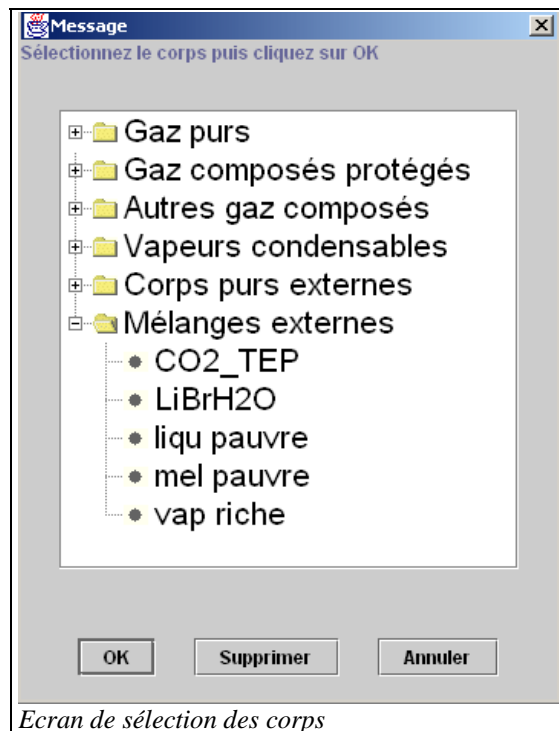 Message
Sélectionnez le corps puis cliquez sur OK
Gaz purs
Gaz composés protégés
Autres gaz composés
Vapeurs condensables
Corps purs externes
Mélanges externes
CO2_TEP
LiBrH2O
liqu pauvre
mel pauvre
vap riche
OK Supprimer Annuler
Ecran de sélection des corps